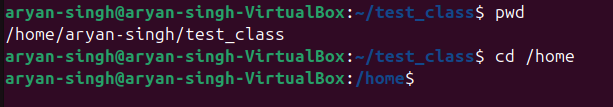 aryan-singh@aryan-singh-VirtualBox:~/test_class$ pwd
/home/aryan-singh/test_class
aryan-singh@aryan-singh-VirtualBox:~/test_class$ cd /home
aryan-singh@aryan-singh-VirtualBox:/home$